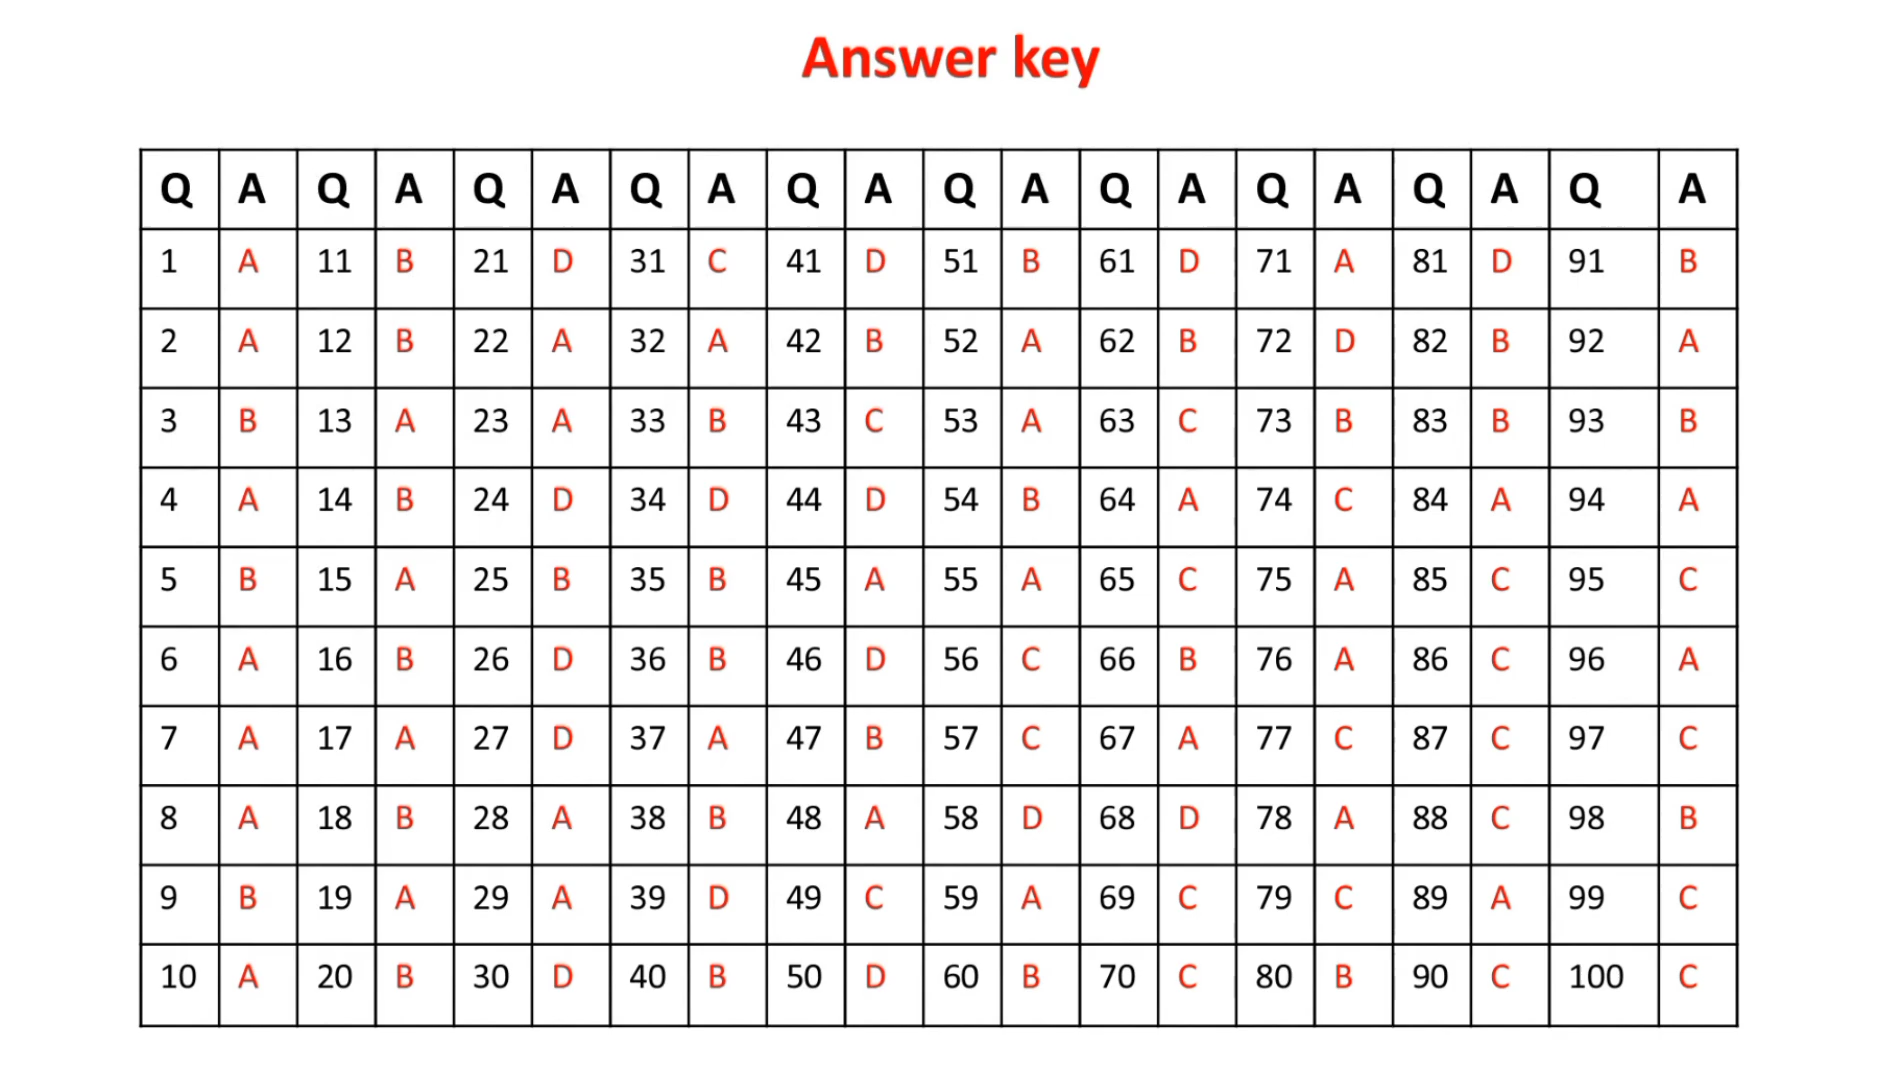 Answer key
Q A Q A Q A Q A Q A Q A Q A Q A Q A Q A
1 A 11 B 21 D 31 C 41 D 51 B 61 D 71 A 81 D 91 B
2 A 12 B 22 A 32 A 42 B 52 A 62 B 72 D 82 B 92 A
3 B 13 A 23 A 33 B 43 C 53 A 63 C 73 B 83 B 93 B
4 A 14 B 24 D 34 D 44 D 54 B 64 A 74 C 84 A 94 A
5 B 15 A 25 B 35 B 45 A 55 A 65 C 75 A 85 C 95 C
6 A 16 B 26 D 36 B 46 D 56 C 66 B 76 A 86 C 96 A
7 A 17 A 27 D 37 A 47 B 57 C 67 A 77 C 87 C 97 C
8 A 18 B 28 A 38 B 48 A 58 D 68 D 78 A 88 C 98 B
9 B 19 A 29 A 39 D 49 C 59 A 69 C 79 C 89 A 99 C
10 A 20 B 30 D 40 B 50 D 60 B 70 C 80 B 90 C 100 C